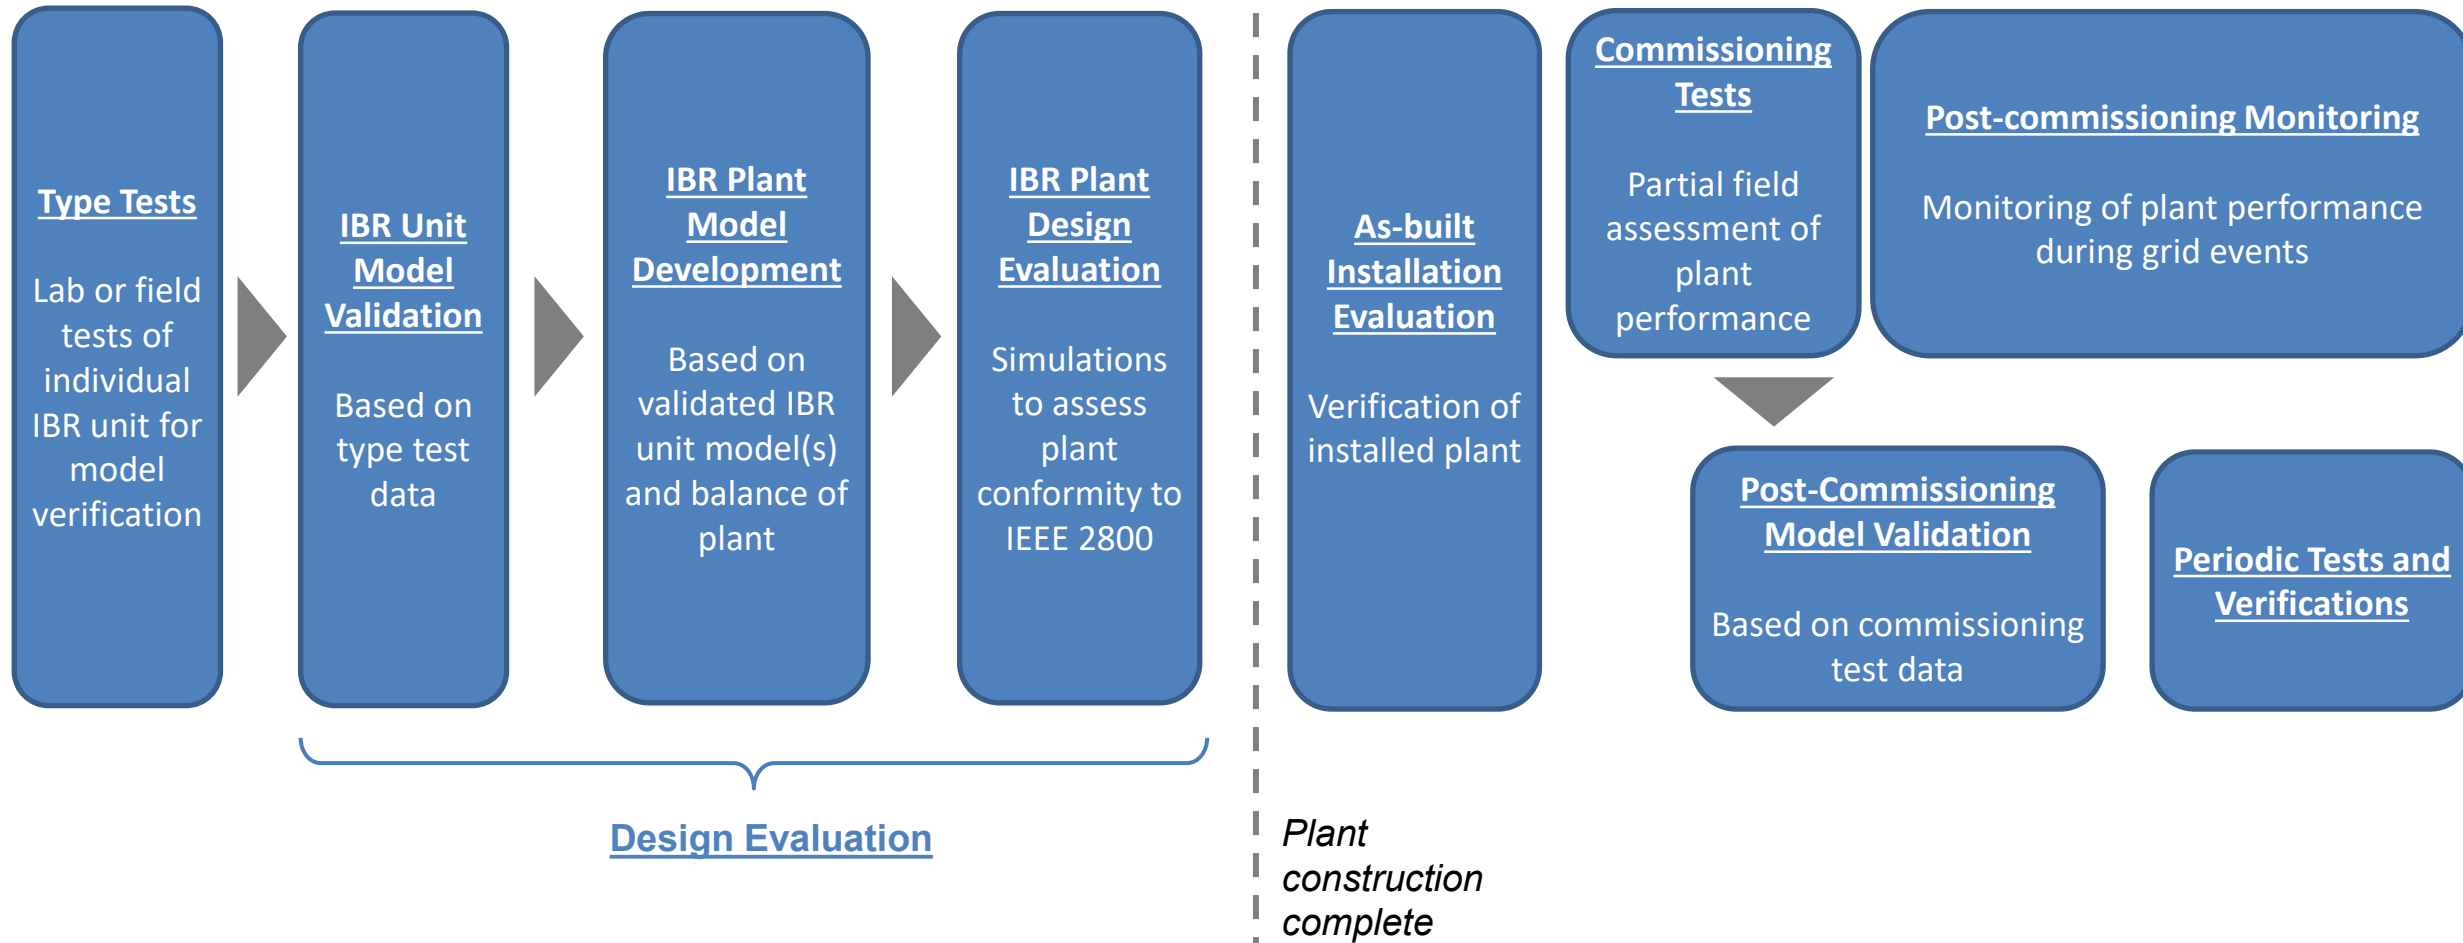 Type Tests
Lab or field
tests of
individual
IBR unit for
model
verification
IBR Unit
Model
Validation
Based on
type test
data
IBR Plant
Model
Development
Based on
validated IBR
unit model(s)
and balance of
plant
IBR Plant
Design
Evaluation
Simulations
to assess
plant
conformity to
IEEE 2800
Design Evaluation
Plant
construction
complete
As-built
Installation
Evaluation
Verification of
installed plant
Commissioning
Tests
Partial field
assessment of
plant
performance
Post-commissioning Monitoring
Monitoring of plant performance
during grid events
Post-Commissioning
Model Validation
Based on commissioning
test data
Periodic Tests and
Verifications